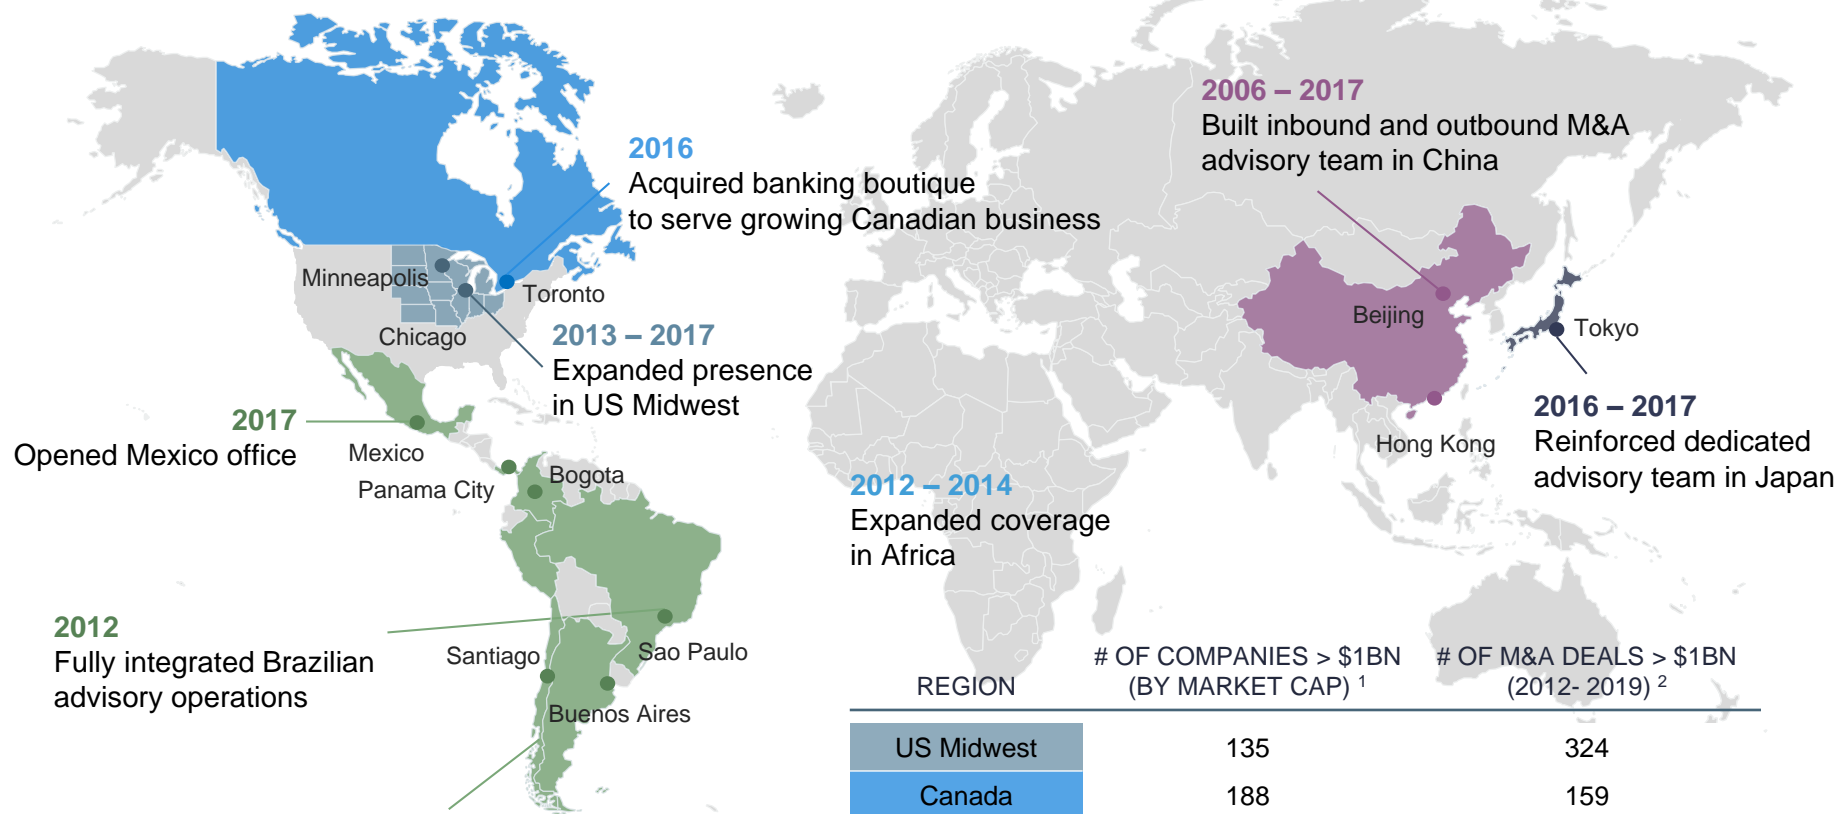 2006 – 2017
Built inbound and outbound M&A
advisory team in China
2016
Acquired banking boutique
to serve growing Canadian business
Minneapolis
Toronto
Chicago
2013 – 2017
Expanded presence
in US Midwest
Beijing
Tokyo
Hong Kong
2016 – 2017
Reinforced dedicated
advisory team in Japan
2017
Opened Mexico office
Mexico
Panama City
Bogota
2012 – 2014
Expanded coverage
in Africa
2012
Fully integrated Brazilian
advisory operations
Santiago
Sao Paulo
Buenos Aires
REGION
# OF COMPANIES > $1BN
(BY MARKET CAP) 1
# OF M&A DEALS > $1BN
(2012- 2019) 2
US Midwest 135 324
Canada 188 159